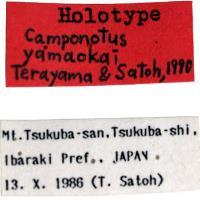 Holotype
Camponotus
yamaokai
Terayama & Satoh, 1990
Mt.Tsukuba-san,Tsukuba-shi,
Ibaraki Pref., JAPAN
13. X. 1986 (T. Satoh)